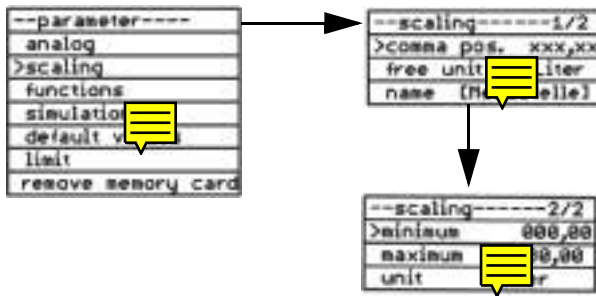 --parameter----
analog
>scaling
functions
default
limit
remove memory card
--scaling------1/2
>comma pos. xxx,xx
free unit Liter
name
--scaling------2/2
>minimum 000,00
maximum
unit